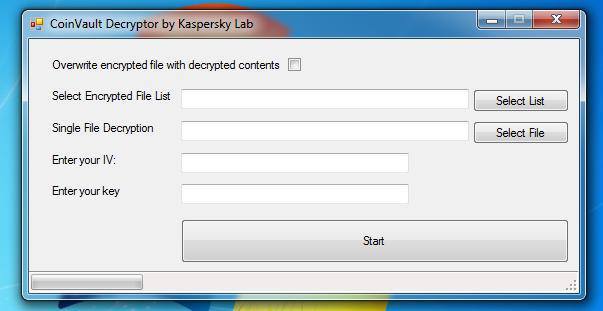 CoinVault Decryptor by Kaspersky Lab
Overwrite encrypted file with decrypted contents
Select Encrypted File List
Select List
Single File Decryption
Select File
Enter your IV:
Enter your key
Start